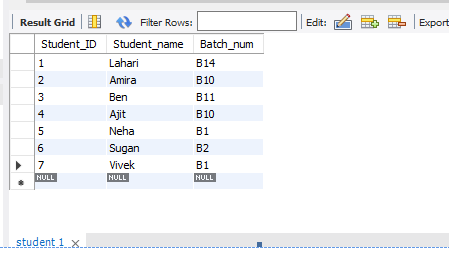 Result Grid Filter Rows: Edit: Export
Student_ID Student_name Batch_num
1 Lahari B14
2 Amira B10
3 Ben B11
4 Ajit B10
5 Neha B1
6 Sugan B2
7 Vivek B1
NULL NULL NULL
student 1